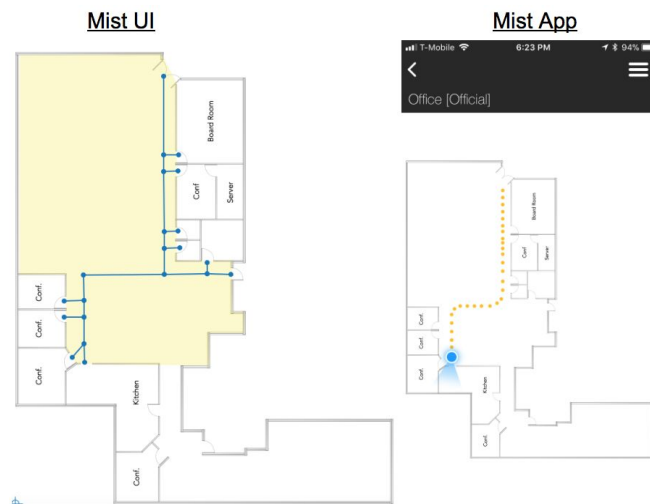 Mist UI
Board Room
Conf.
Server
Conf.
Conf.
Conf.
Kitchen
Conf.
Mist App
T-Mobile
6:23 PM
94%
Office [Official]
Board Room
Conf
Server
Conf.
Conf.
Conf.
Kitchen
Conf.